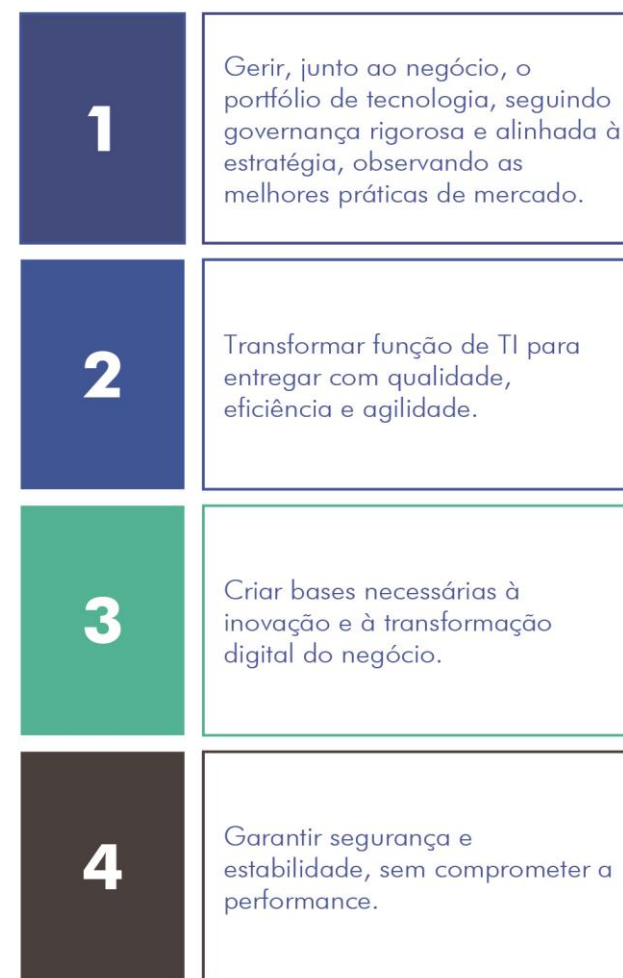 1
Gerir, junto ao negócio, o
portfólio de tecnologia, seguindo
governança rigorosa e alinhada à
estratégia, observando as
melhores práticas de mercado.
2
Transformar função de TI para
entregar com qualidade,
eficiência e agilidade.
3
Criar bases necessárias à
inovação e à transformação
digital do negócio.
4
Garantir segurança e
estabilidade, sem comprometer a
performance.